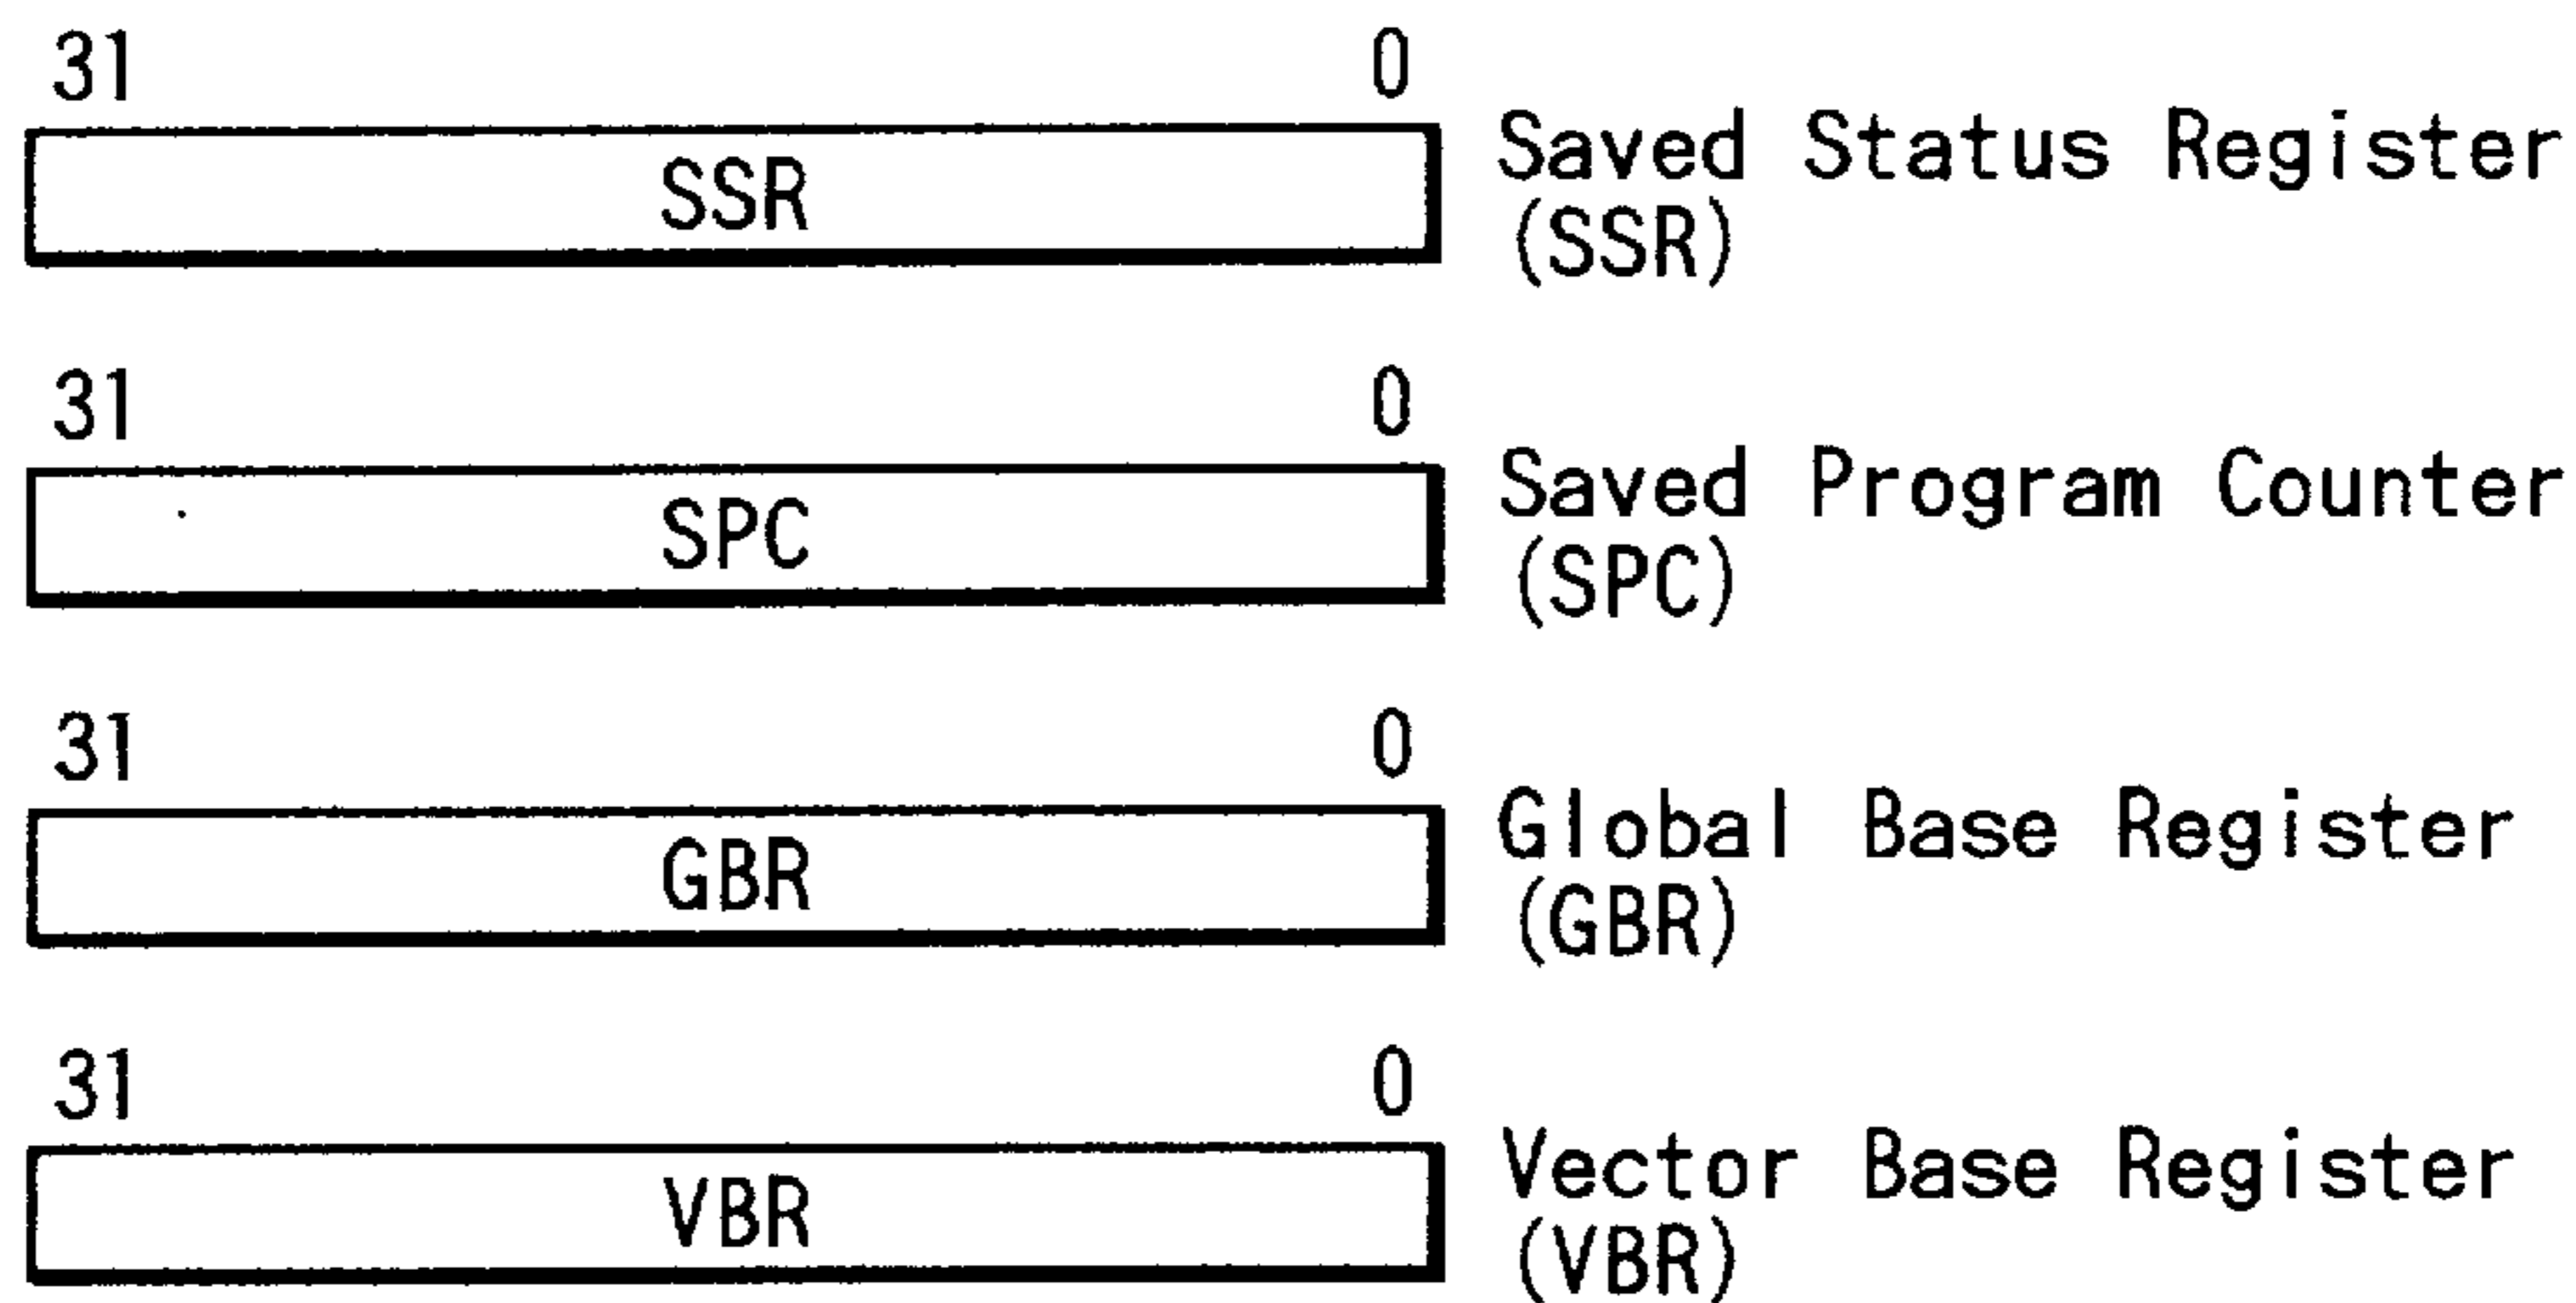 31 0
SSR
Saved Status Register
(SSR)
31 0
SPC
Saved Program Counter
(SPC)
31 0
GBR
Global Base Register
(GBR)
31 0
VBR
Vector Base Register
(VBR)